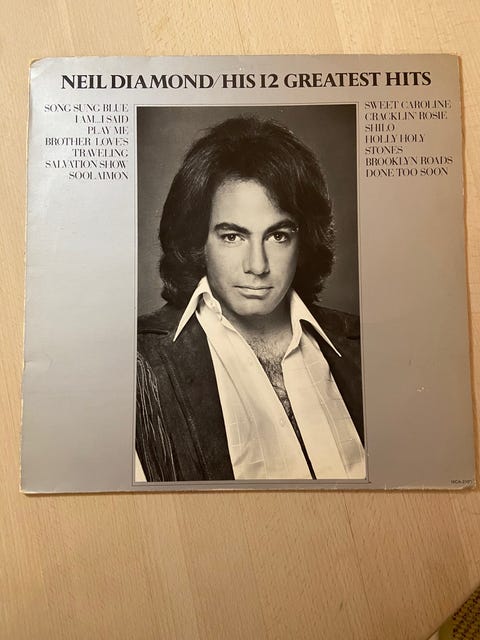 NEIL DIAMOND/HIS 12 GREATEST HITS
SONG SUNG BLUE
I AM...I SAID
PLAY ME
BROTHER LOVE'S
TRAVELING
SALVATION SHOW
SOOLAIMON
SWEET CAROLINE
CRACKLIN' ROSIE
SHILO
HOLLY HOLY
STONES
BROOKLYN ROADS
DONE TOO SOON